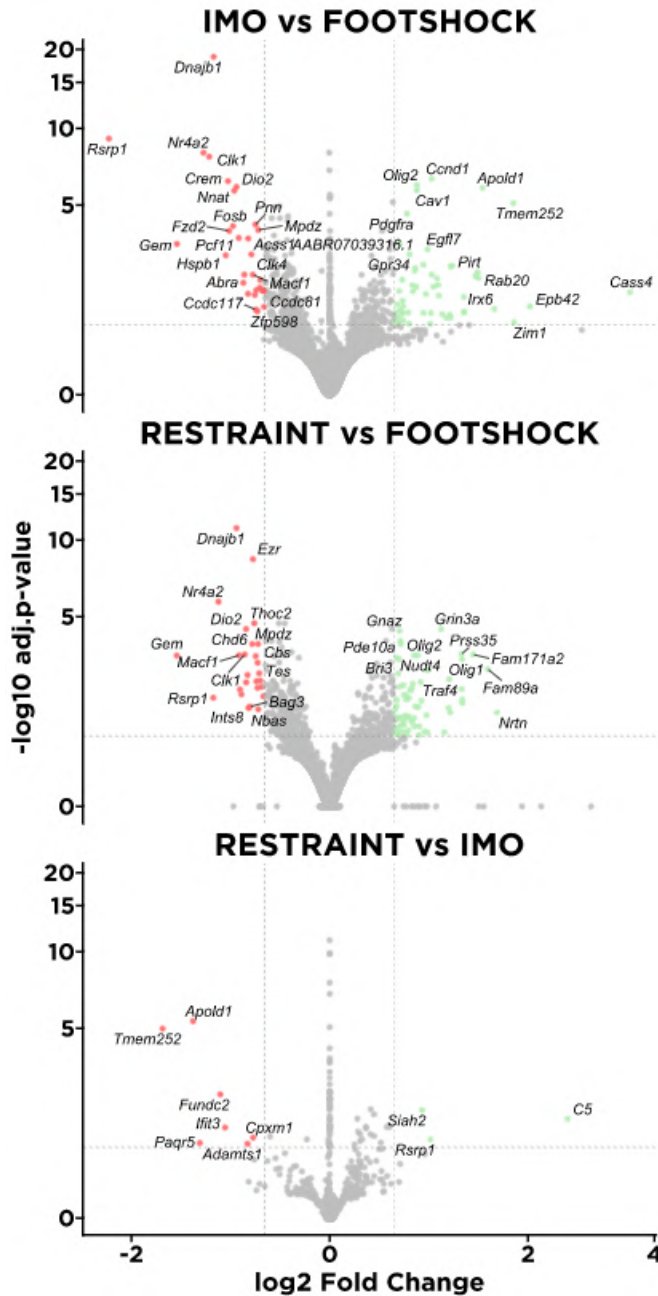 IMO vs FOOTSHOCK
20
15
10
5
0
Dnajb1
Rsrp1
Nr4a2
Clk1
Crem
Dio2
Nnat
Fosb
Pnn
Fzd2
Mpdz
Gem
Pcf11
Acss1
AABR07039316.1
Hspb1
Clk4
Abra
Macf1
Ccdc117
Ccdc81
Zfp598
Olig2
Ccnd1
Apold1
Cav1
Tmem252
Pdgfra
Egfl7
Gpr34
Pirt
Rab20
Cass4
Irx6
Epb42
Zim1
RESTRAINT vs FOOTSHOCK
-log10 adj.p-value
20
15
10
5
0
Dnajb1
Ezr
Nr4a2
Dio2
Thoc2
Gem
Chd6
Mpdz
Macf1
Cbs
Clk1
Tes
Rsrp1
Bag3
Ints8
Nbas
Gnaz
Grin3a
Pde10a
Olig2
Prss35
Bri3
Nudt4
Olig1
Fam171a2
Traf4
Fam89a
Nrtn
RESTRAINT vs IMO
20
15
10
5
0
Apold1
Tmem252
Fundc2
Ifit3
Cpxm1
Paqr5
Adamts1
Siah2
C5
Rsrp1
-2
0
2
4
log2 Fold Change